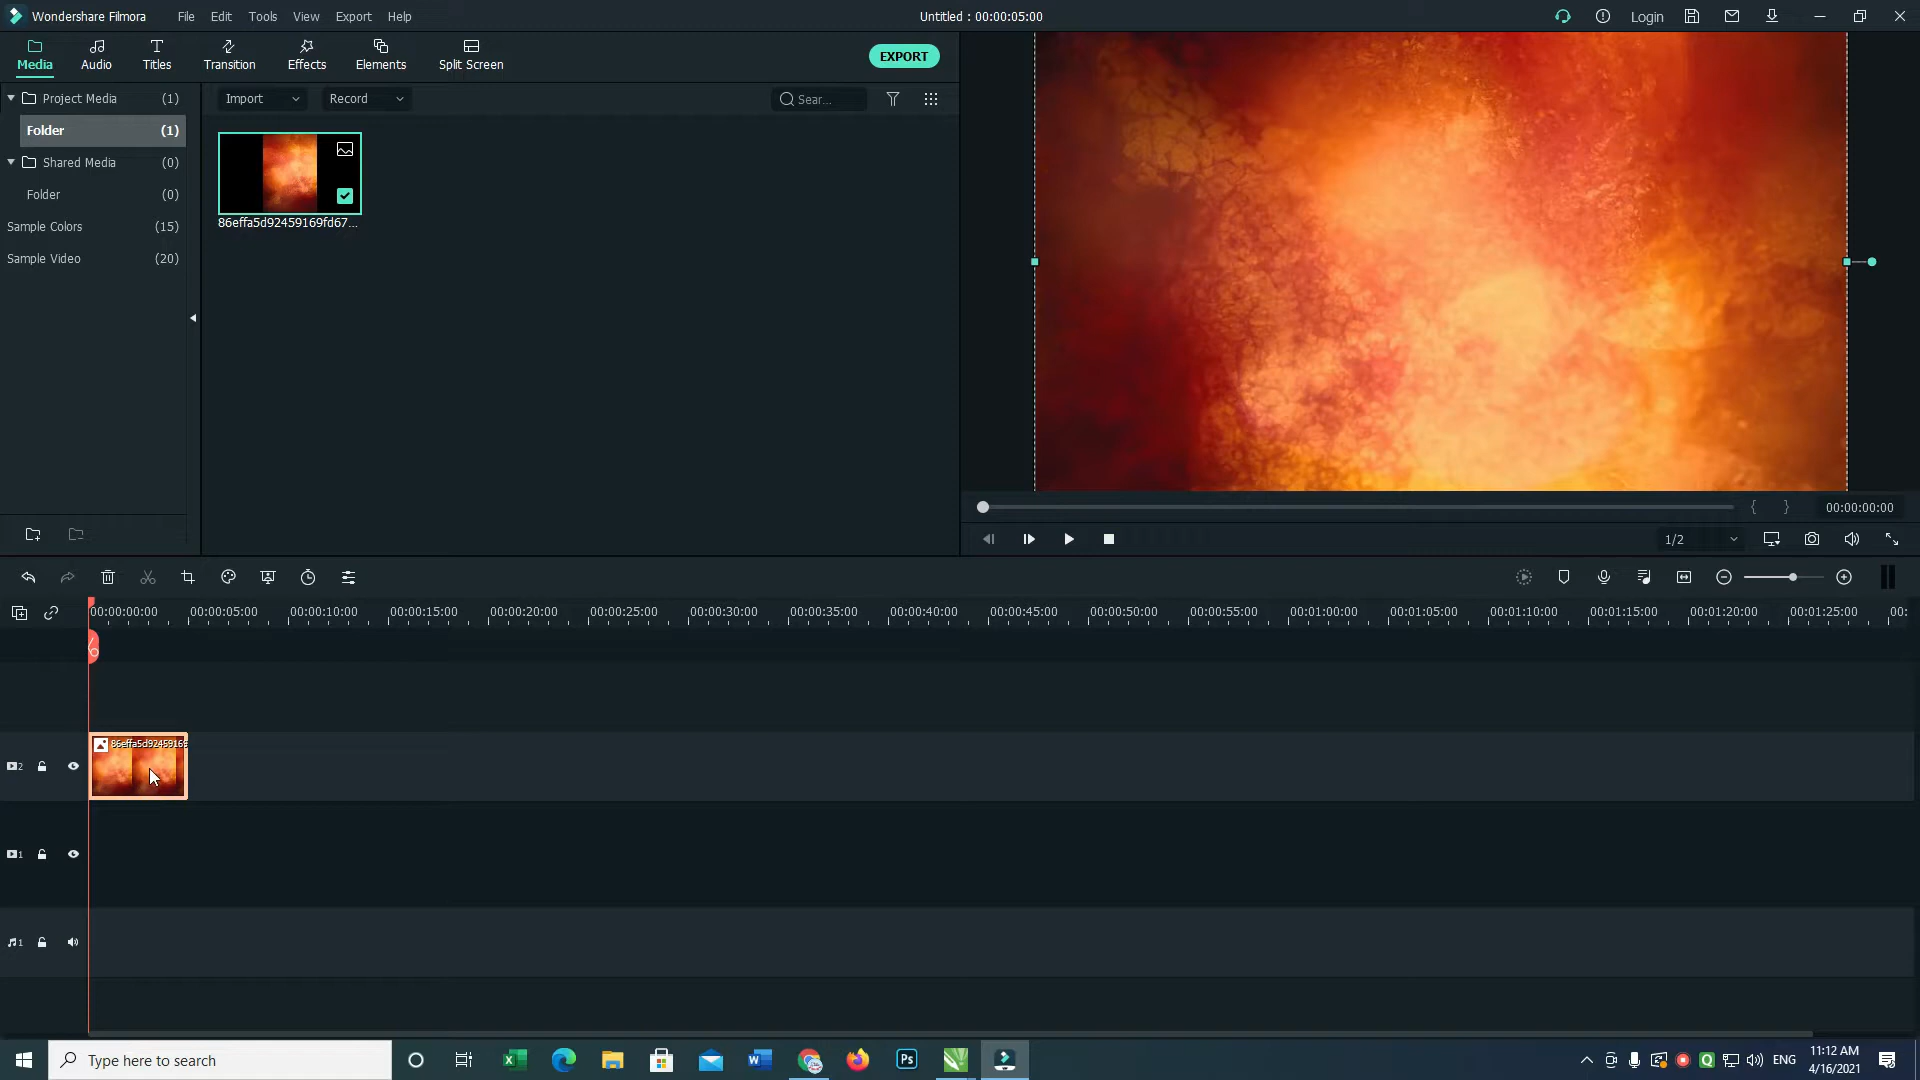 Wondershare Filmora File Edit Tools View Export Help Untitled : 00:00:05:00 Login
Media Audio Titles Transition Effects Elements Split Screen EXPORT
Project Media (1) Import Record Sear...
Folder (1)
Shared Media (0)
Folder (0)
Sample Colors (15)
Sample Video (20)
86effa5d92459169fd67...
00:00:00:00
1/2
00:00:00:00 00:00:05:00 00:00:10:00 00:00:15:00 00:00:20:00 00:00:25:00 00:00:30:00 00:00:35:00 00:00:40:00 00:00:45:00 00:00:50:00 00:00:55:00 00:01:00:00 00:01:05:00 00:01:10:00 00:01:15:00 00:01:20:00 00:01:25:00 00:
86effa5d92459169
2
1
1
Type here to search Ps ENG 11:12 AM
4/16/2021